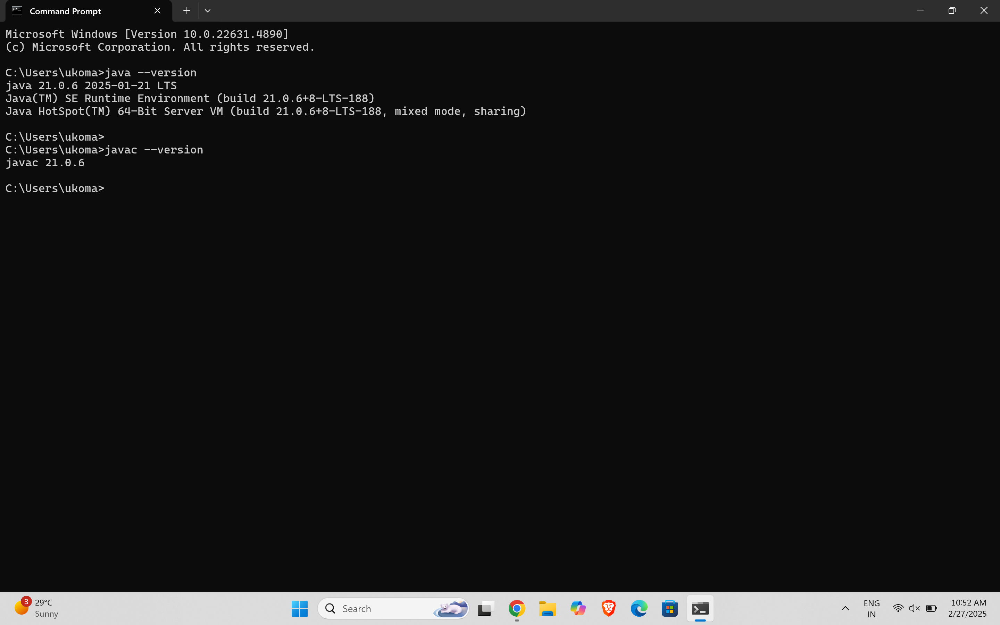 Command Prompt
Microsoft Windows [Version 10.0.22631.4890]
(c) Microsoft Corporation. All rights reserved.
C:\Users\ukoma>java --version
java 21.0.6 2025-01-21 LTS
Java(TM) SE Runtime Environment (build 21.0.6+8-LTS-188)
Java HotSpot(TM) 64-Bit Server VM (build 21.0.6+8-LTS-188, mixed mode, sharing)
C:\Users\ukoma>
C:\Users\ukoma>javac --version
javac 21.0.6
C:\Users\ukoma>
3
29°C
Sunny
Search
ENG
IN
10:52 AM
2/27/2025